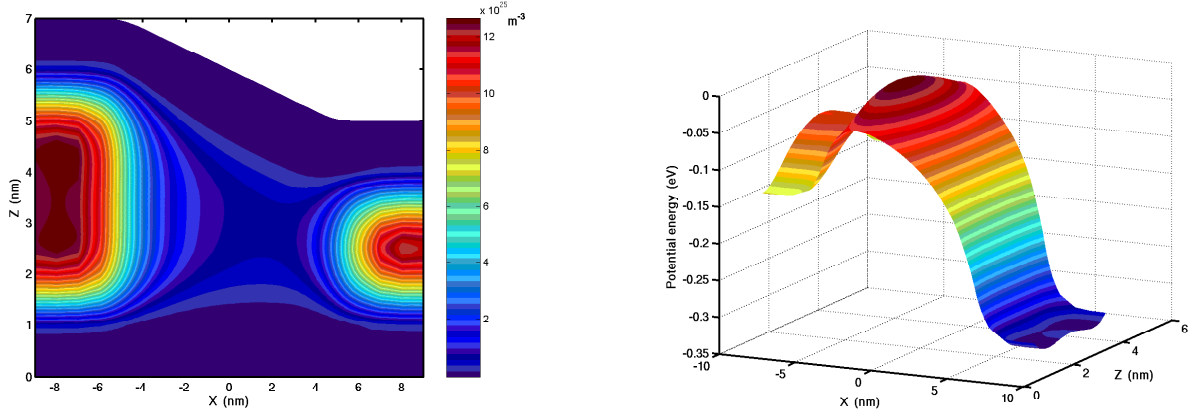 x 10^25
m^-3
7
6
5
4
3
2
1
0
Z (nm)
-8 -6 -4 -2 0 2 4 6 8
X (nm)
12
10
8
6
4
2
0
-0.05
-0.1
-0.15
-0.2
-0.25
-0.3
-0.35
Potential energy (eV)
-10 -5 0 5 10
X (nm)
0 2 4 6
Z (nm)